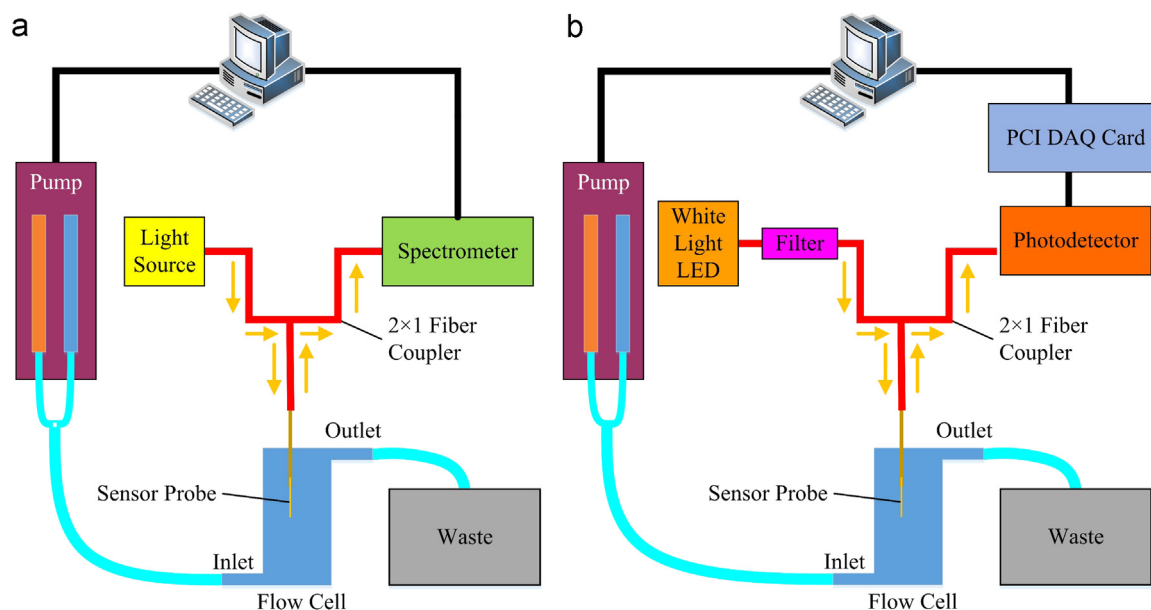 a
Pump
Light
Source
Spectrometer
2×1 Fiber
Coupler
Outlet
Sensor Probe
Waste
Inlet
Flow Cell
b
PCI DAQ Card
Pump
White
Light
LED
Filter
Photodetector
2×1 Fiber
Coupler
Outlet
Sensor Probe
Waste
Inlet
Flow Cell